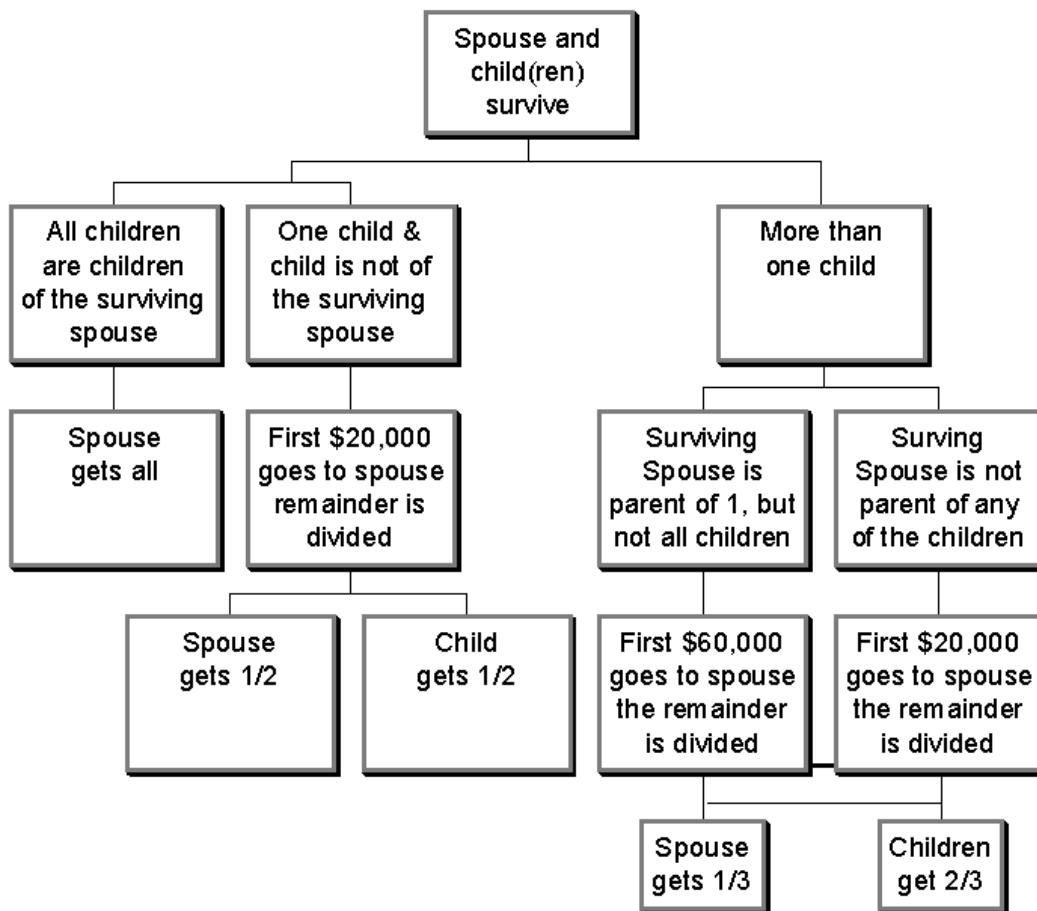 Spouse and
child(ren)
survive
All children
are children
of the surviving
spouse
One child &
child is not of
the surviving
spouse
More than
one child
Spouse
gets all
First $20,000
goes to spouse
remainder is
divided
Surviving
Spouse is
parent of 1, but
not all children
Surving
Spouse is not
parent of any
of the children
Spouse
gets 1/2
Child
gets 1/2
First $60,000
goes to spouse
the remainder
is divided
First $20,000
goes to spouse
the remainder
is divided
Spouse
gets 1/3
Children
get 2/3